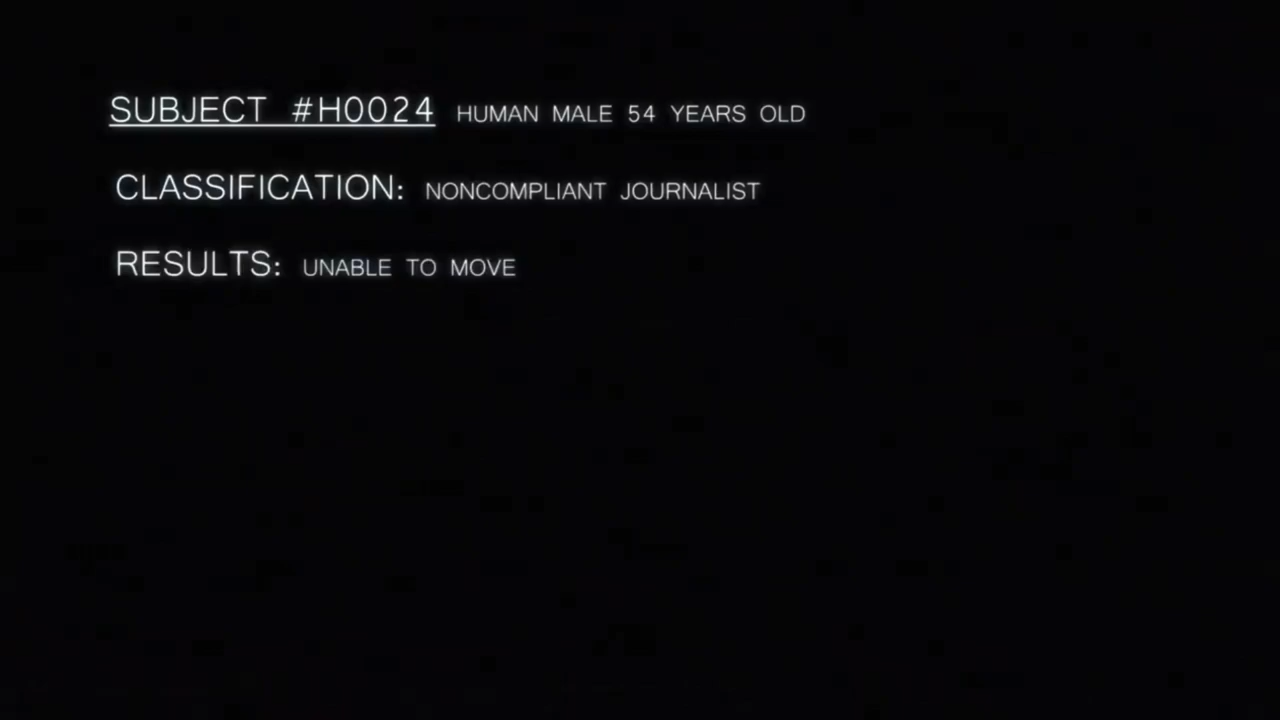 SUBJECT #H0024 HUMAN MALE 54 YEARS OLD
CLASSIFICATION: NONCOMPLIANT JOURNALIST
RESULTS: UNABLE TO MOVE